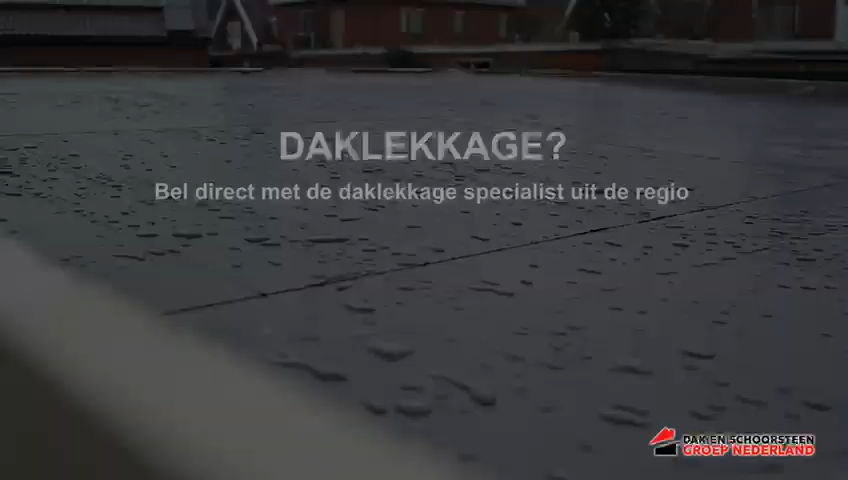 DAKLEKKAGE?
Bel direct met de daklekkage specialist uit de regio
DAK EN SCHOORSTEEN
GROEP NEDERLAND